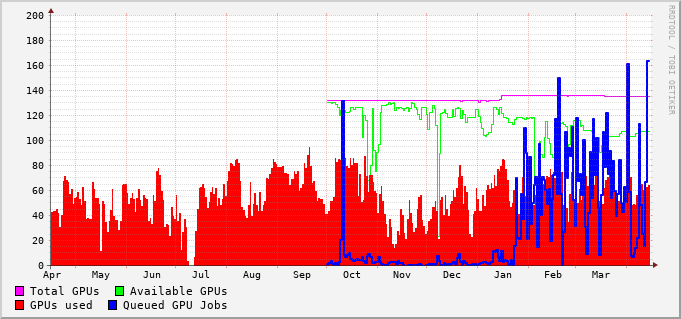 200
180
160
140
120
100
80
60
40
20
0
Apr May Jun Jul Aug Sep Oct Nov Dec Jan Feb Mar
Total GPUs Available GPUs
GPUs used Queued GPU Jobs
RRDTOOL / TOBI OETIKER